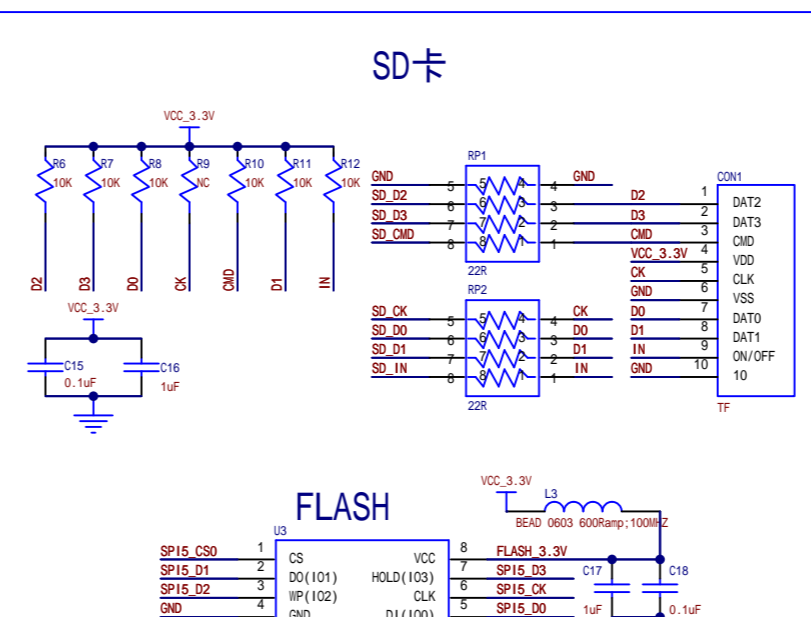 SD卡
VCC_3.3V
R6 R7 R8 R9 R10 R11 R12
10K 10K 10K NC 10K 10K 10K
D2 D3 D0 CK CMD D1 IN
VCC_3.3V
C15 C16
0.1uF 1uF
RP1
GND 5 5 4 4 GND
SD_D2 6 6 3 3 D2
SD_D3 7 7 2 2 D3
SD_CMD 8 8 1 1 CMD
22R
RP2
SD_CK 5 5 4 4 CK
SD_D0 6 6 3 3 D0
SD_D1 7 7 2 2 D1
SD_IN 8 8 1 1 IN
22R
CON1
1 DAT2
2 DAT3
3 CMD
VCC_3.3V 4 VDD
CK 5 CLK
GND 6 VSS
D0 7 DAT0
D1 8 DAT1
IN 9 ON/OFF
GND 10 10
TF
FLASH
VCC_3.3V
L3
BEAD 0603 600Ramp;100MHZ
U3
SPI5_CS0 1 CS VCC 8 FLASH_3.3V
SPI5_D1 2 DO(IO1) HOLD(IO3) 7 SPI5_D3
SPI5_D2 3 WP(IO2) CLK 6 SPI5_CK
GND 4 GND DI(IO0) 5 SPI5_D0
C17 C18
1uF 0.1uF